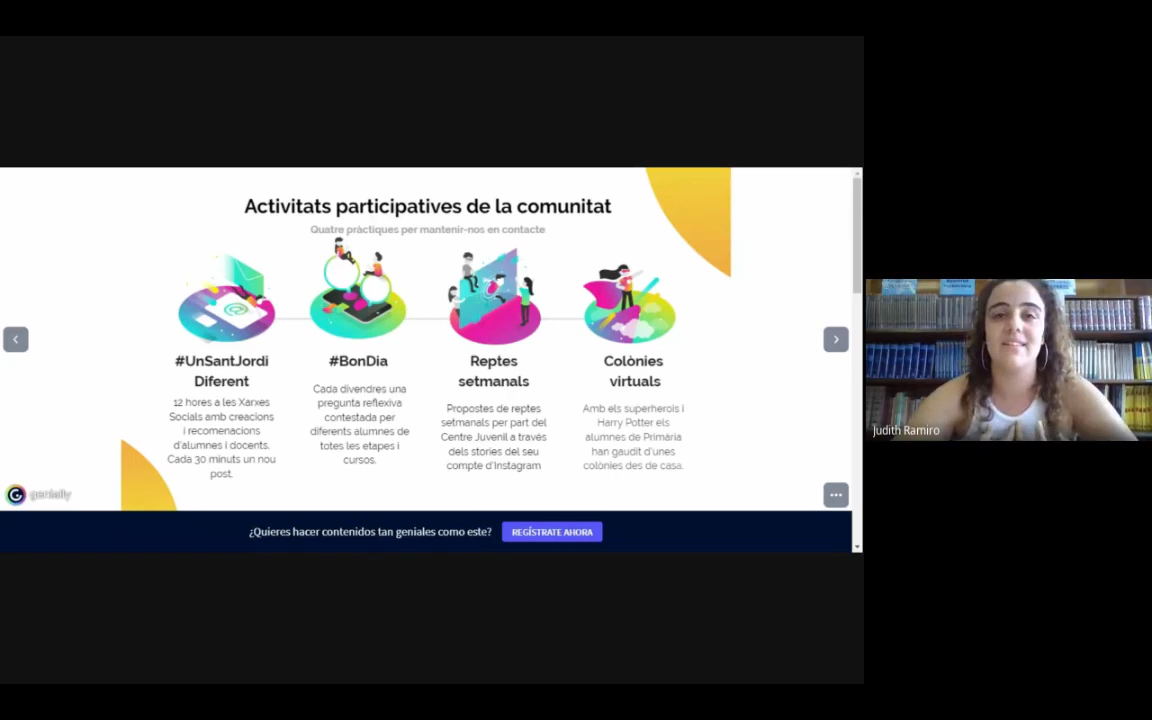 Activitats participatives de la comunitat
Quatre pràctiques per mantenir-nos en contacte
#UnSantJordi
Diferent
12 hores a les Xarxes
Socials amb creacions
i recomenacions
d'alumnes i docents.
Cada 30 minuts un nou
post.
#BonDia
Cada divendres una
pregunta reflexiva
contestada per
diferents alumnes de
totes les etapes i
cursos.
Reptes
setmanals
Propostes de reptes
setmanals per part del
Centre Juvenil a través
dels stories del seu
compte d'Instagram
Colònies
virtuals
Amb els superherois i
Harry Potter els
alumnes de Primària
han gaudit d'unes
colònies des de casa.
genially
¿Quieres hacer contenidos tan geniales como este?
REGÍSTRATE AHORA
Judith Ramiro